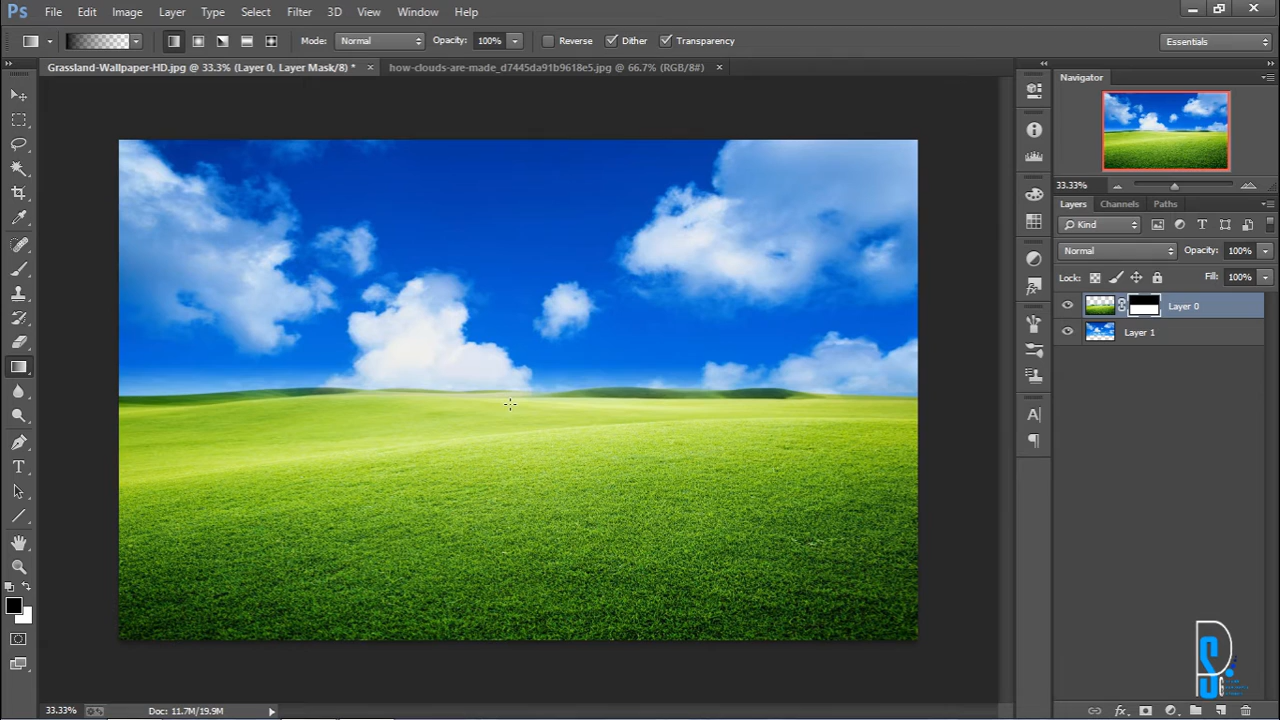 Ps File Edit Image Layer Type Select Filter 3D View Window Help
Mode: Normal Opacity: 100% Reverse Dither Transparency Essentials
Grassland-Wallpaper-HD.jpg @ 33.3% (Layer 0, Layer Mask/8) * × how-clouds-are-made_d7445da91b9618e5.jpg @ 66.7% (RGB/8#) ×
Navigator
33.33%
Layers Channels Paths
Kind
Normal Opacity: 100%
Lock: Fill: 100%
Layer 0
Layer 1
33.33% Doc: 11.7M/19.9M